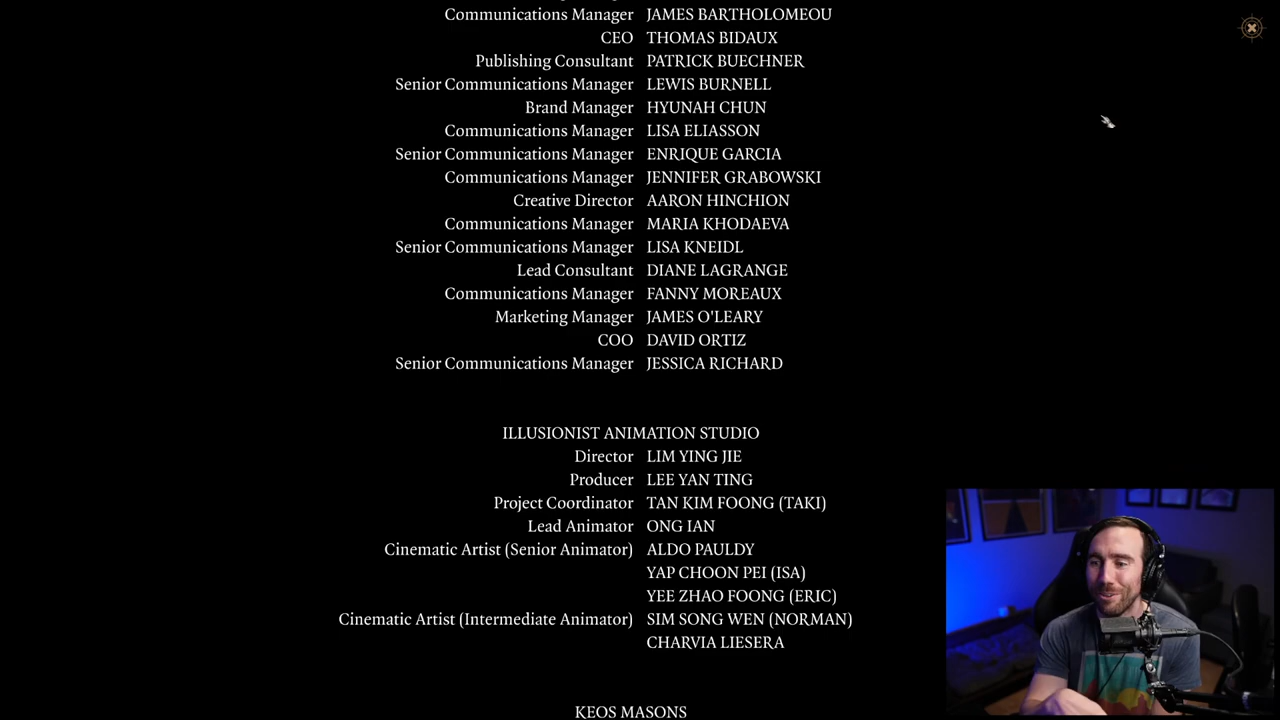 Communications Manager JAMES BARTHOLOMEOU
CEO THOMAS BIDAUX
Publishing Consultant PATRICK BUECHNER
Senior Communications Manager LEWIS BURNELL
Brand Manager HYUNAH CHUN
Communications Manager LISA ELIASSON
Senior Communications Manager ENRIQUE GARCIA
Communications Manager JENNIFER GRABOWSKI
Creative Director AARON HINCHION
Communications Manager MARIA KHODAEVA
Senior Communications Manager LISA KNEIDL
Lead Consultant DIANE LAGRANGE
Communications Manager FANNY MOREAUX
Marketing Manager JAMES O'LEARY
COO DAVID ORTIZ
Senior Communications Manager JESSICA RICHARD
ILLUSIONIST ANIMATION STUDIO
Director LIM YING JIE
Producer LEE YAN TING
Project Coordinator TAN KIM FOONG (TAKI)
Lead Animator ONG IAN
Cinematic Artist (Senior Animator) ALDO PAULDY
YAP CHOON PEI (ISA)
YEE ZHAO FOONG (ERIC)
Cinematic Artist (Intermediate Animator) SIM SONG WEN (NORMAN)
CHARVIA LIESERA
KEOS MASONS